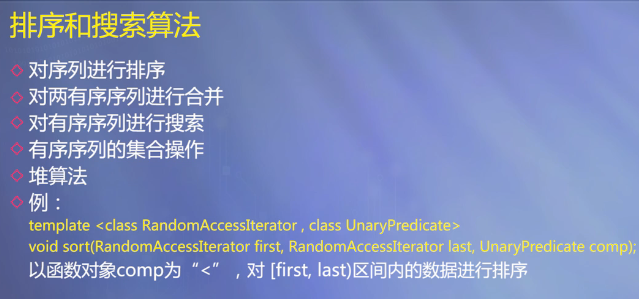 排序和搜索算法
对序列进行排序
对两有序序列进行合并
对有序序列进行搜索
有序序列的集合操作
堆算法
例：
template <class RandomAccessIterator , class UnaryPredicate>
void sort(RandomAccessIterator first, RandomAccessIterator last, UnaryPredicate comp);
以函数对象comp为“<”，对 [first, last)区间内的数据进行排序